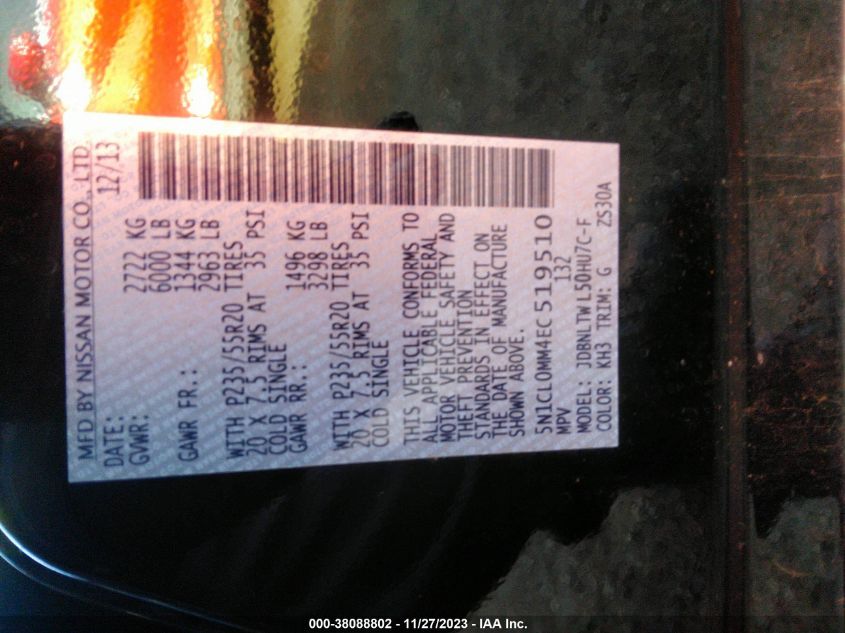 MFD BY NISSAN MOTOR CO., LTD.
DATE: 12/13
GVWR: 2722 KG
6000 LB
GAWR FR.: 1344 KG
2963 LB
WITH P235/55R20 TIRES
20 X 7.5 RIMS AT 35 PSI
COLD SINGLE
GAWR RR.: 1496 KG
3298 LB
WITH P235/55R20 TIRES
20 X 7.5 RIMS AT 35 PSI
COLD SINGLE
THIS VEHICLE CONFORMS TO
ALL APPLICABLE FEDERAL
MOTOR VEHICLE SAFETY AND
THEFT PREVENTION
STANDARDS IN EFFECT ON
THE DATE OF MANUFACTURE
SHOWN ABOVE.
5N1CL0MM4EC519510
MPV 132
MODEL: JDBNLTWL50HU7C-F
COLOR: KH3 TRIM: G ZS30A
000-38088802 - 11/27/2023 - IAA Inc.